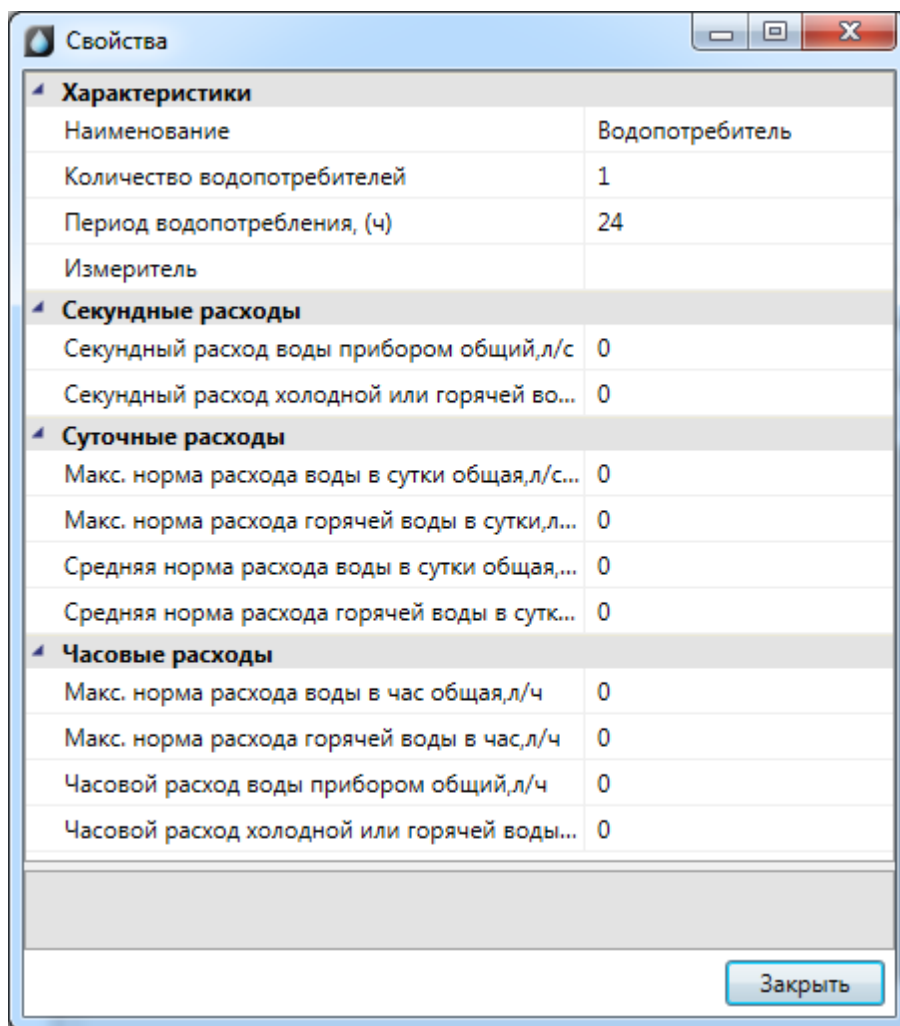 Свойства
Характеристики
Наименование Водопотребитель
Количество водопотребителей 1
Период водопотребления, (ч) 24
Измеритель
Секундные расходы
Секундный расход воды прибором общий,л/с 0
Секундный расход холодной или горячей во... 0
Суточные расходы
Макс. норма расхода воды в сутки общая,л/с... 0
Макс. норма расхода горячей воды в сутки,л... 0
Средняя норма расхода воды в сутки общая,... 0
Средняя норма расхода горячей воды в сутк... 0
Часовые расходы
Макс. норма расхода воды в час общая,л/ч 0
Макс. норма расхода горячей воды в час,л/ч 0
Часовой расход воды прибором общий,л/ч 0
Часовой расход холодной или горячей воды... 0
Закрыть